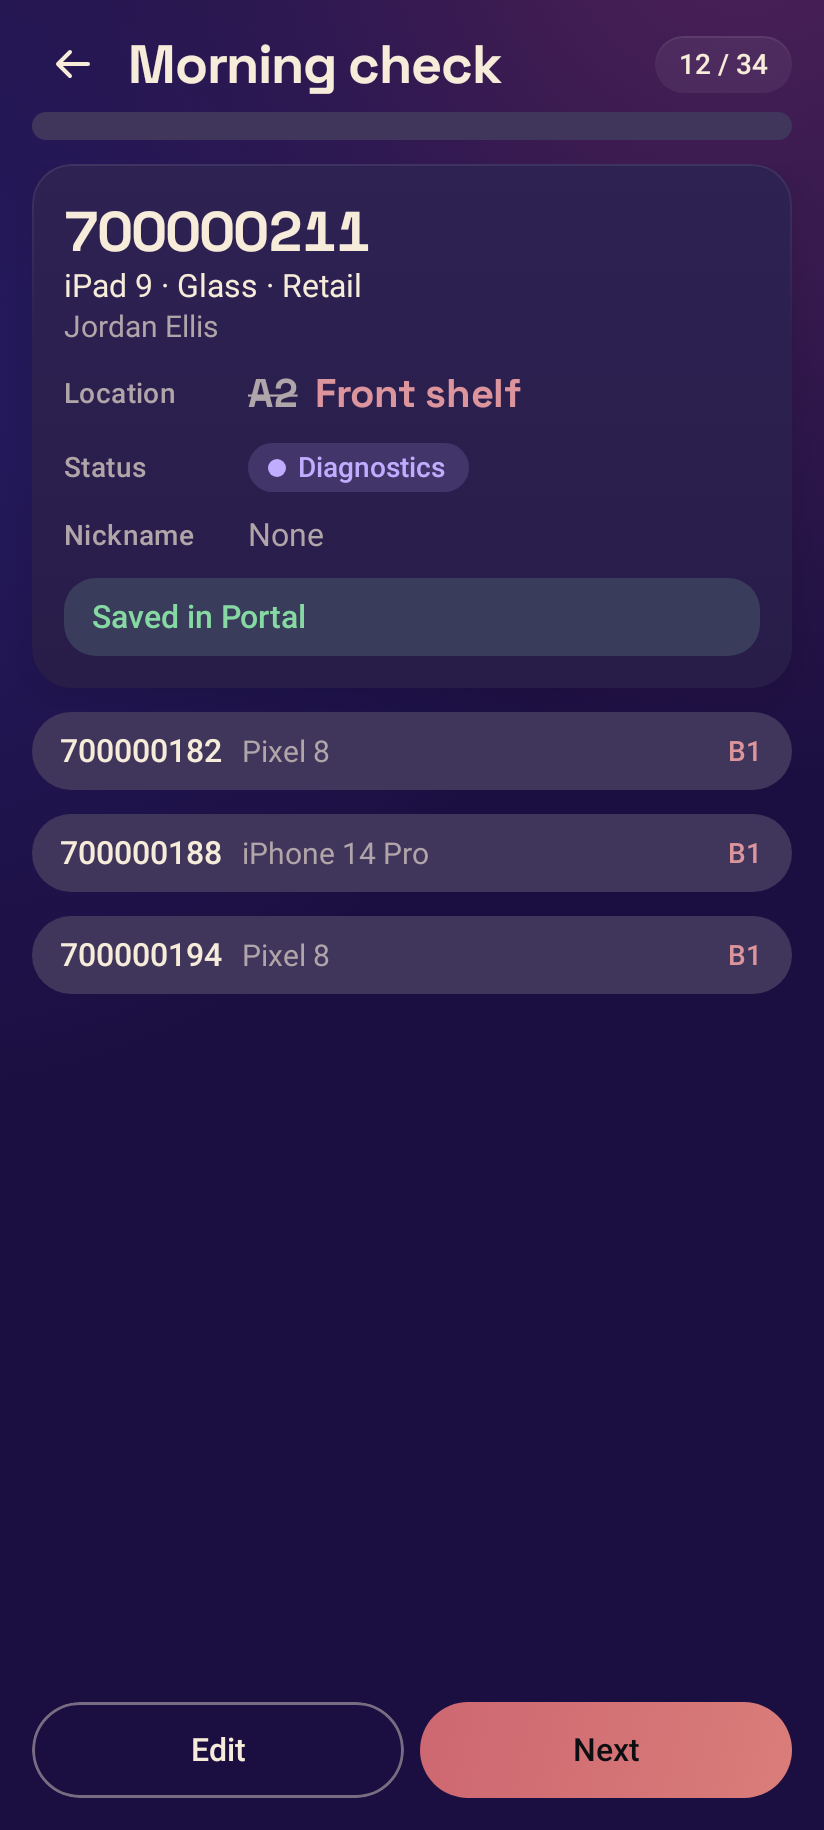 Morning check
12 / 34
700000211
iPad 9 · Glass · Retail
Jordan Ellis
Location A2 Front shelf
Status Diagnostics
Nickname None
Saved in Portal
700000182 Pixel 8 B1
700000188 iPhone 14 Pro B1
700000194 Pixel 8 B1
Edit Next